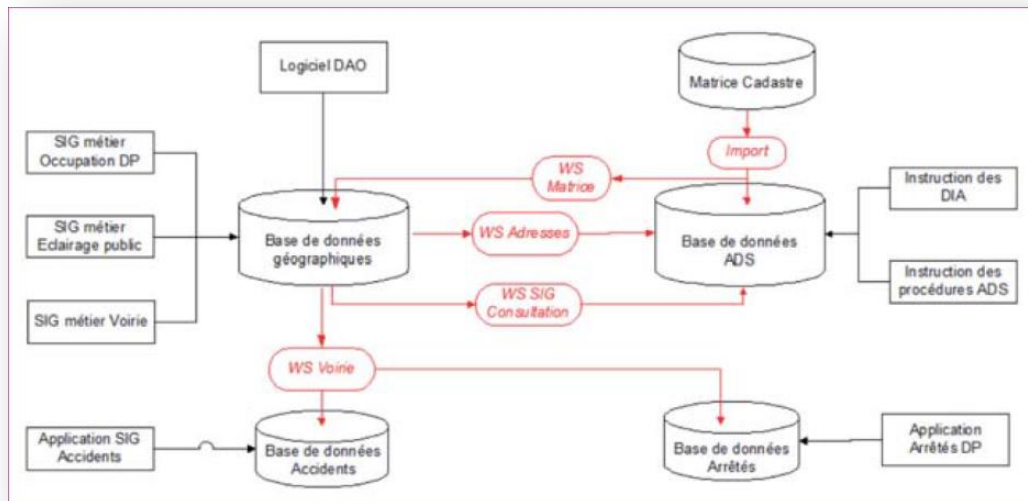 Logiciel DAO
Matrice Cadastre
SIG métier
Occupation DP
Import
WS
Matrice
Instruction des
DIA
SIG métier
Eclairage public
Base de données
géographiques
WS Adresses
Base de données
ADS
Instruction des
procédures ADS
WS SIG
Consultation
SIG métier Voirie
WS Voirie
Application SIG
Accidents
Base de données
Accidents
Base de données
Arrêtés
Application
Arrêtés DP